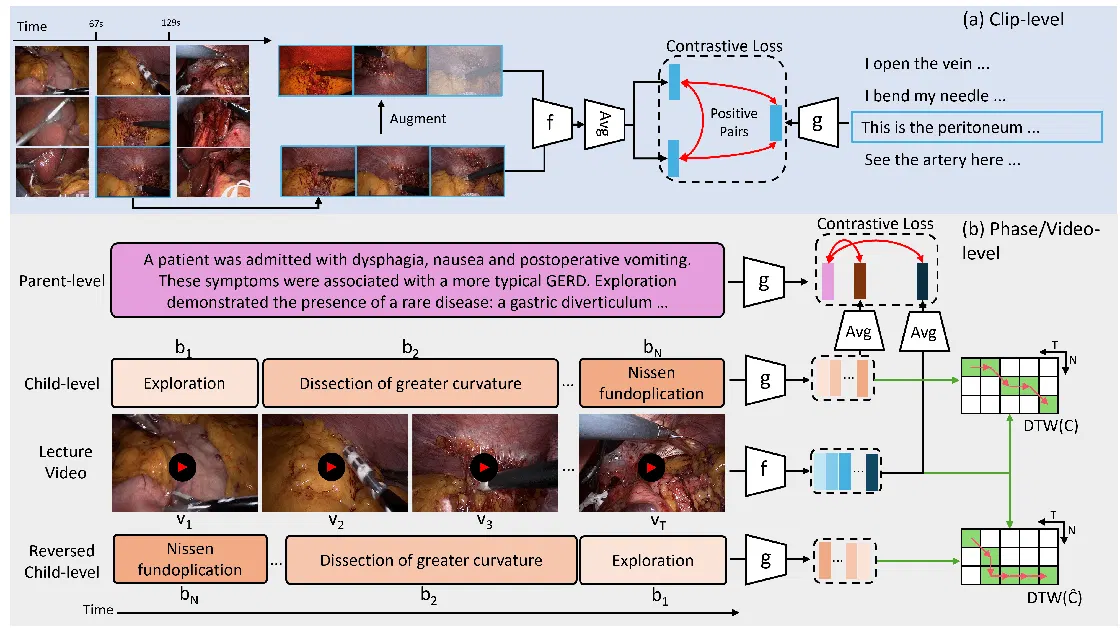 (a) Clip-level
Time
67s
129s
Augment
f
Avg
Contrastive Loss
Positive
Pairs
g
I open the vein ...
I bend my needle ...
This is the peritoneum ...
See the artery here ...
(b) Phase/Video-
level
Contrastive Loss
Parent-level
A patient was admitted with dysphagia, nausea and postoperative vomiting.
These symptoms were associated with a more typical GERD. Exploration
demonstrated the presence of a rare disease: a gastric diverticulum ...
g
Avg
Avg
b1
b2
bN
Child-level
Exploration
Dissection of greater curvature
...
Nissen
fundoplication
g
...
T
N
DTW(C)
Lecture
Video
...
f
...
v1
v2
v3
vT
Reversed
Child-level
Nissen
fundoplication
...
Dissection of greater curvature
Exploration
g
...
T
N
DTW(Ĉ)
bN
b2
b1
Time